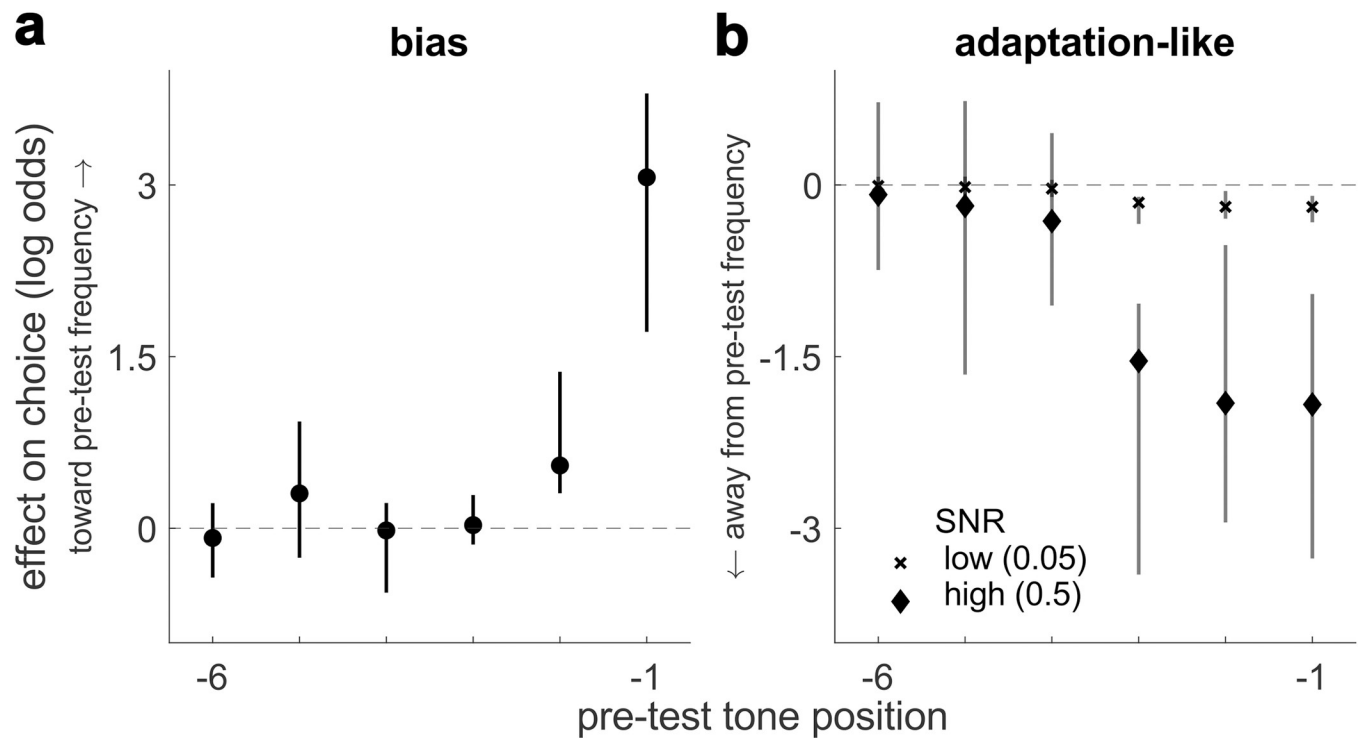 a
bias
effect on choice (log odds)
toward pre-test frequency →
3
1.5
0
-6
-1
b
adaptation-like
← away from pre-test frequency
0
-1.5
-3
SNR
low (0.05)
high (0.5)
-6
-1
pre-test tone position